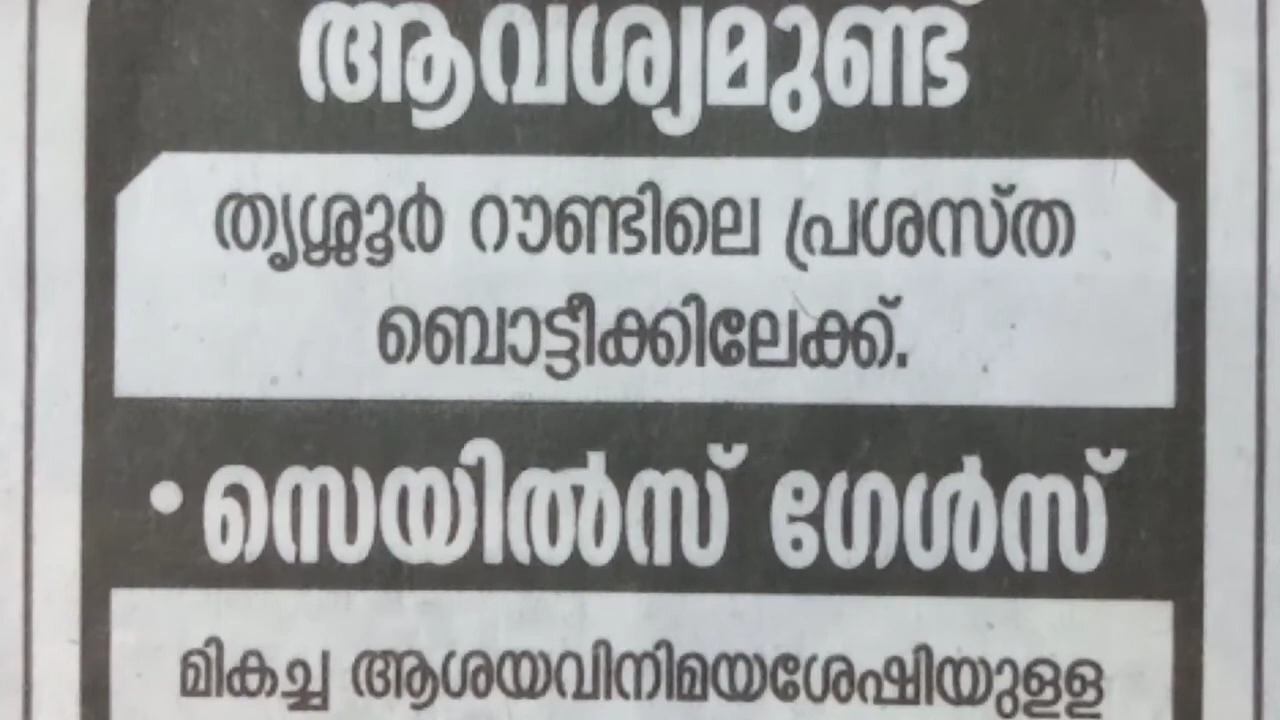 ആവശ്യമുണ്ട്
തൃശ്ശൂർ റൗണ്ടിലെ പ്രശസ്ത
ബൊട്ടീക്കിലേക്ക്.
• സെയിൽസ് ഗേൾസ്
മികച്ച ആശയവിനിമയശേഷിയുള്ള